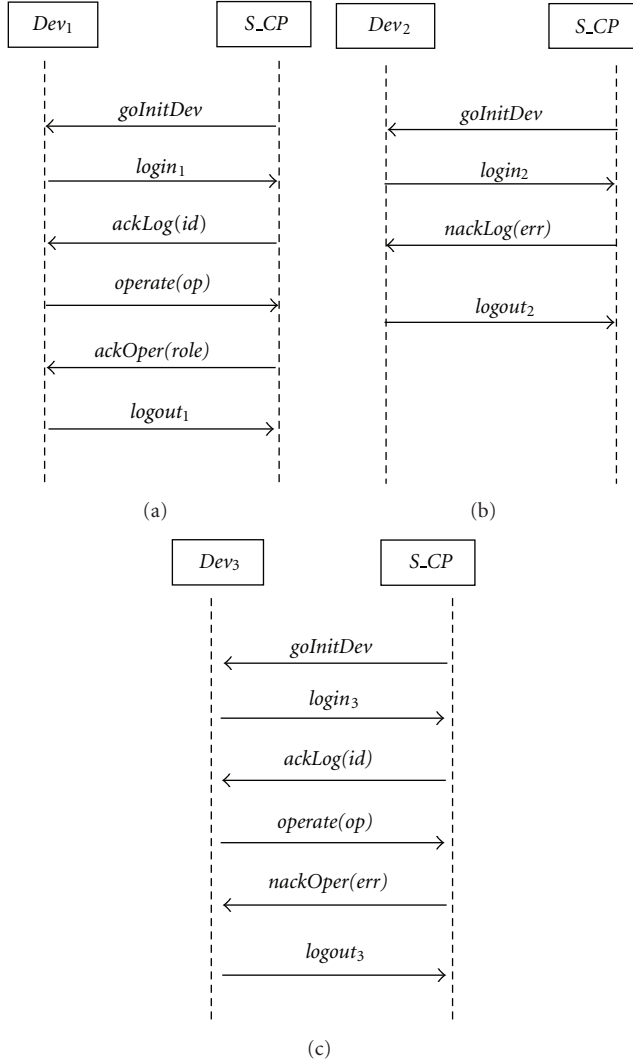 Dev₁
S_CP
goInitDev
login₁
ackLog(id)
operate(op)
ackOper(role)
logout₁
(a)
Dev₂
S_CP
goInitDev
login₂
nackLog(err)
logout₂
(b)
Dev₃
S_CP
goInitDev
login₃
ackLog(id)
operate(op)
nackOper(err)
logout₃
(c)